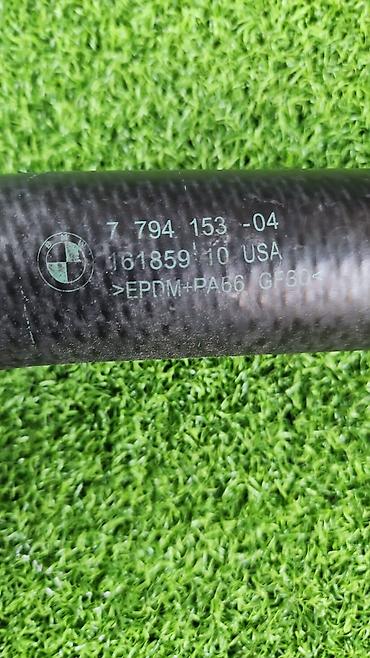 7 794 153 -04
161859 10 USA
>EPDM+PA66 GF30<